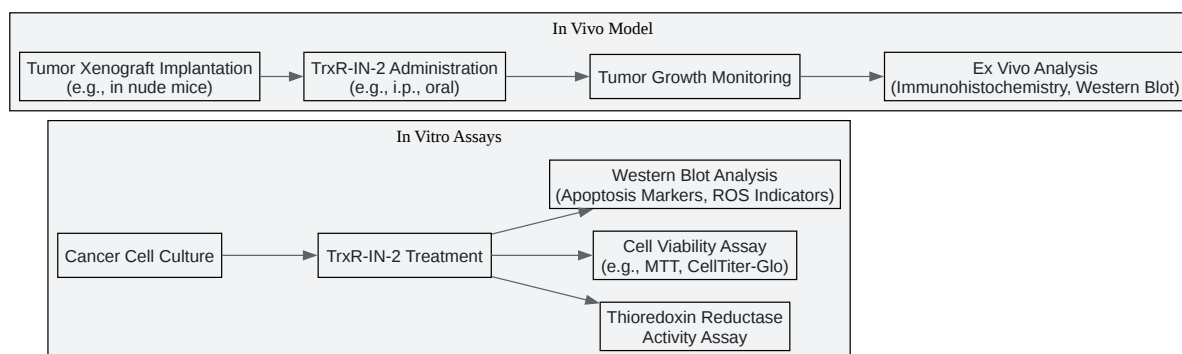 In Vivo Model
Tumor Xenograft Implantation
(e.g., in nude mice)
TrxR-IN-2 Administration
(e.g., i.p., oral)
Tumor Growth Monitoring
Ex Vivo Analysis
(Immunohistochemistry, Western Blot)
In Vitro Assays
Cancer Cell Culture
TrxR-IN-2 Treatment
Western Blot Analysis
(Apoptosis Markers, ROS Indicators)
Cell Viability Assay
(e.g., MTT, CellTiter-Glo)
Thioredoxin Reductase
Activity Assay